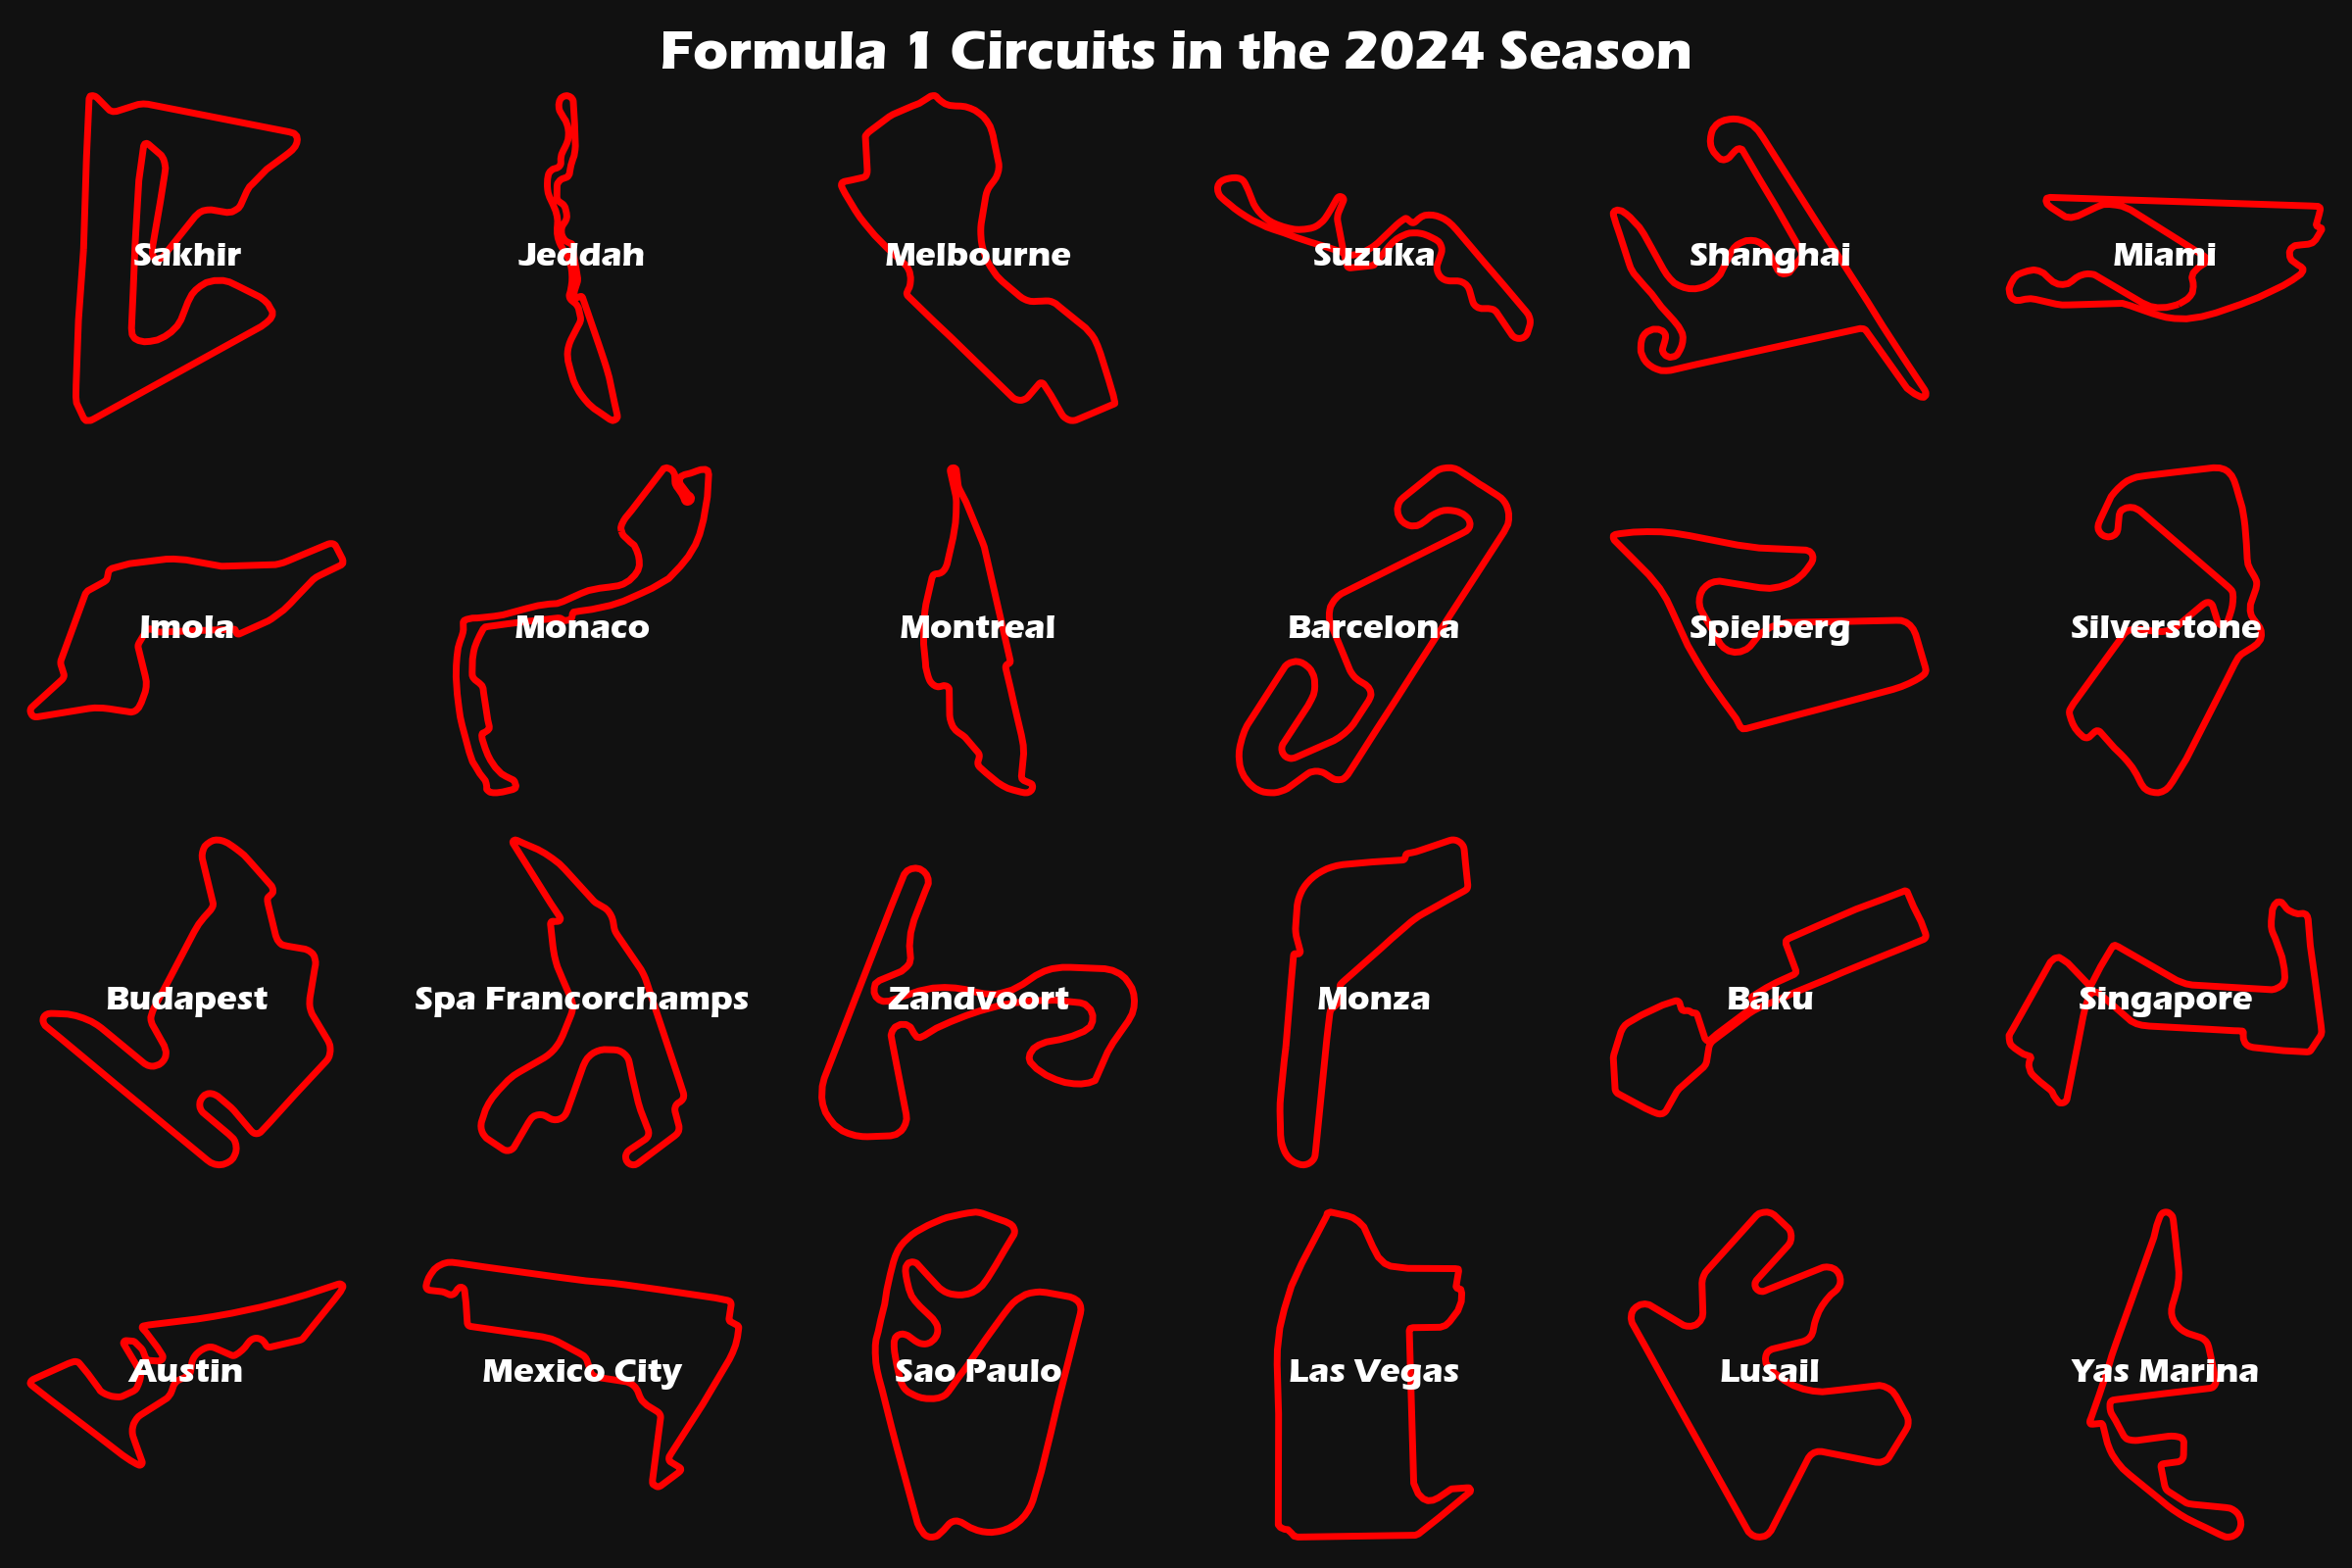 Formula 1 Circuits in the 2024 Season
Sakhir
Jeddah
Melbourne
Suzuka
Shanghai
Miami
Imola
Monaco
Montreal
Barcelona
Spielberg
Silverstone
Budapest
Spa Francorchamps
Zandvoort
Monza
Baku
Singapore
Austin
Mexico City
Sao Paulo
Las Vegas
Lusail
Yas Marina